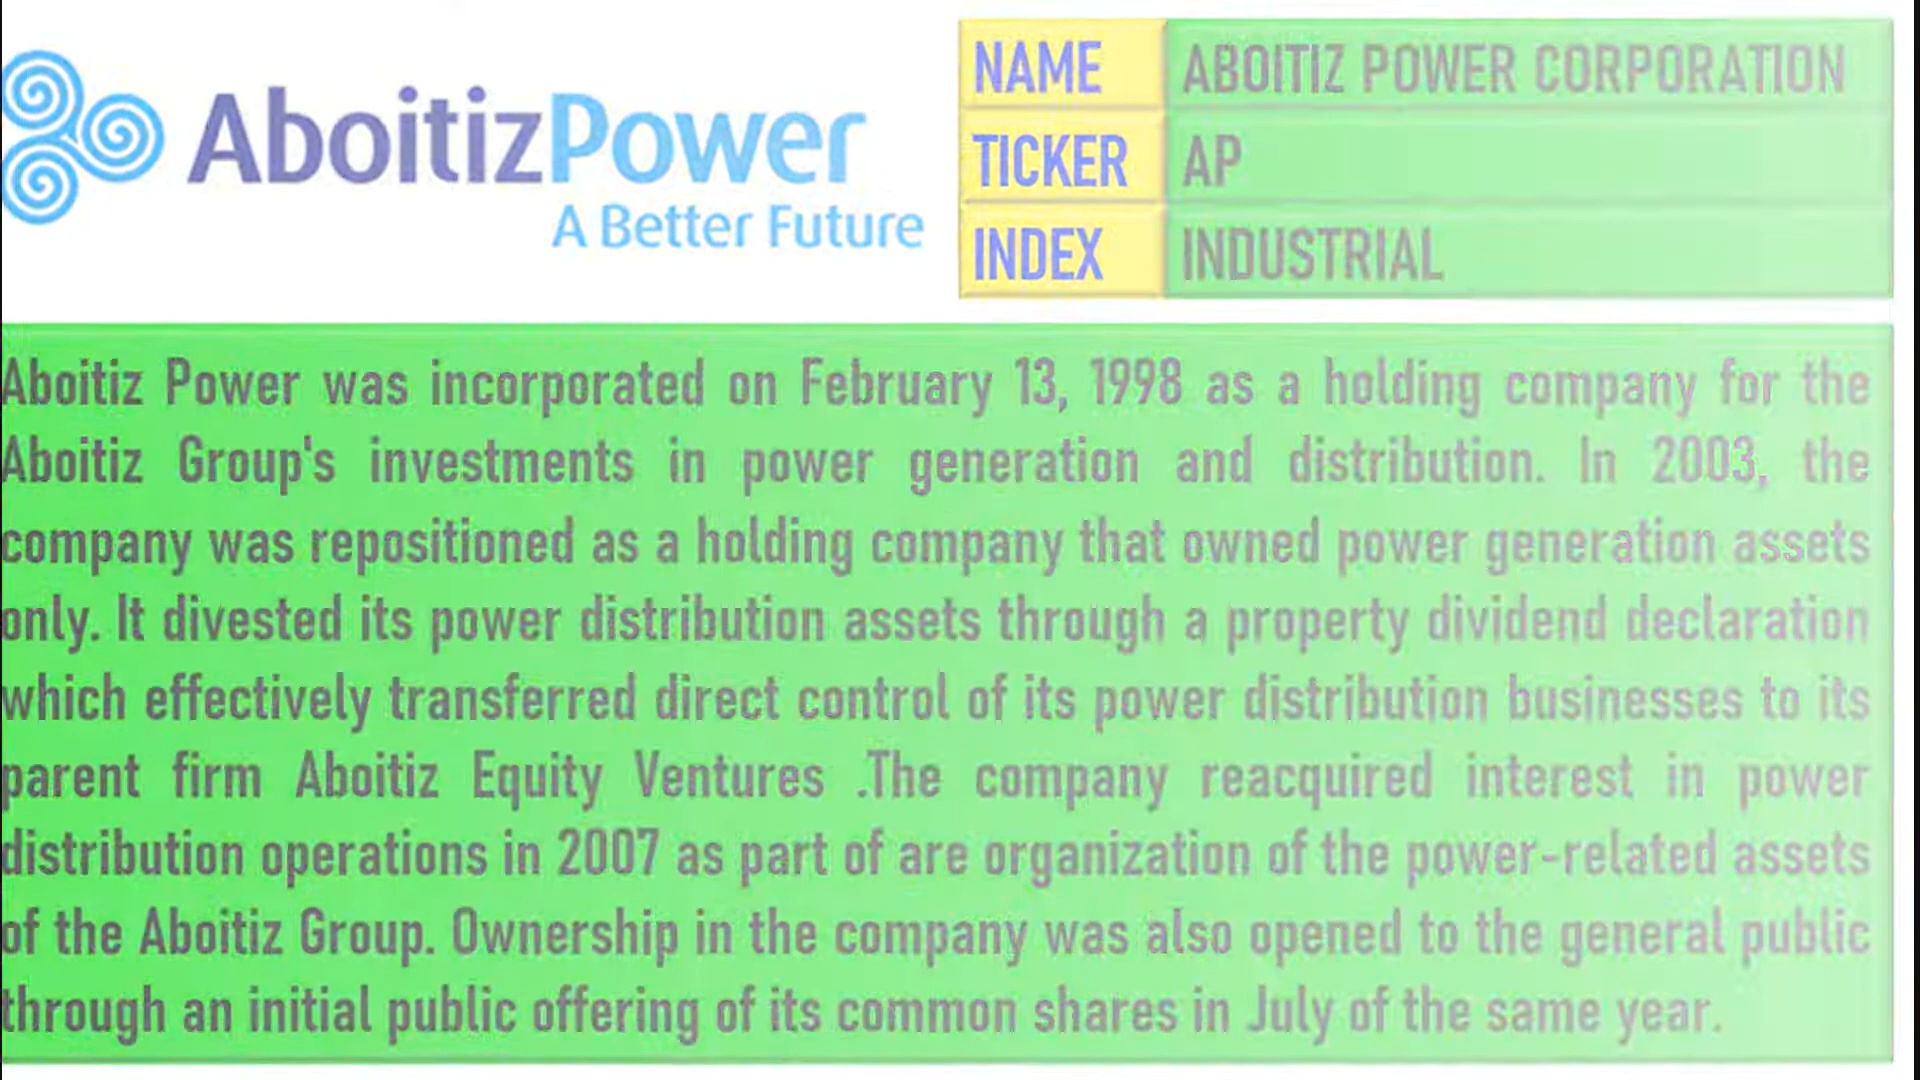 AboitizPower
A Better Future
NAME ABOITIZ POWER CORPORATION
TICKER AP
INDEX INDUSTRIAL
Aboitiz Power was incorporated on February 13, 1998 as a holding company for the
Aboitiz Group's investments in power generation and distribution. In 2003, the
company was repositioned as a holding company that owned power generation assets
only. It divested its power distribution assets through a property dividend declaration
which effectively transferred direct control of its power distribution businesses to its
parent firm Aboitiz Equity Ventures .The company reacquired interest in power
distribution operations in 2007 as part of are organization of the power-related assets
of the Aboitiz Group. Ownership in the company was also opened to the general public
through an initial public offering of its common shares in July of the same year.